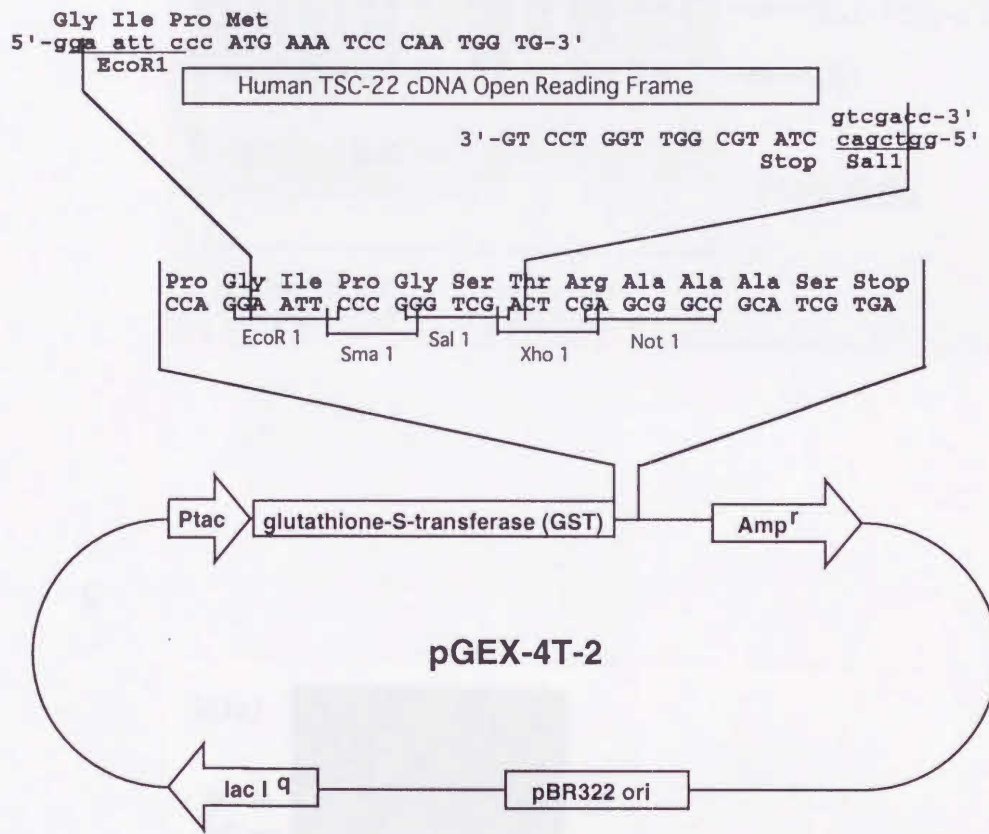 Gly Ile Pro Met
5'-gga att ccc ATG AAA TCC CAA TGG TG-3'
EcoR1
Human TSC-22 cDNA Open Reading Frame
gtcgacc-3'
3'-GT CCT GGT TGG CGT ATC cagctgg-5'
Stop Sal1
Pro Gly Ile Pro Gly Ser Thr Arg Ala Ala Ala Ser Stop
CCA GGA ATT CCC GGG TCG ACT CGA GCG GCC GCA TCG TGA
EcoR 1 Sma 1 Sal 1 Xho 1 Not 1
Ptac glutathione-S-transferase (GST) Amp r
pGEX-4T-2
lac I q pBR322 ori